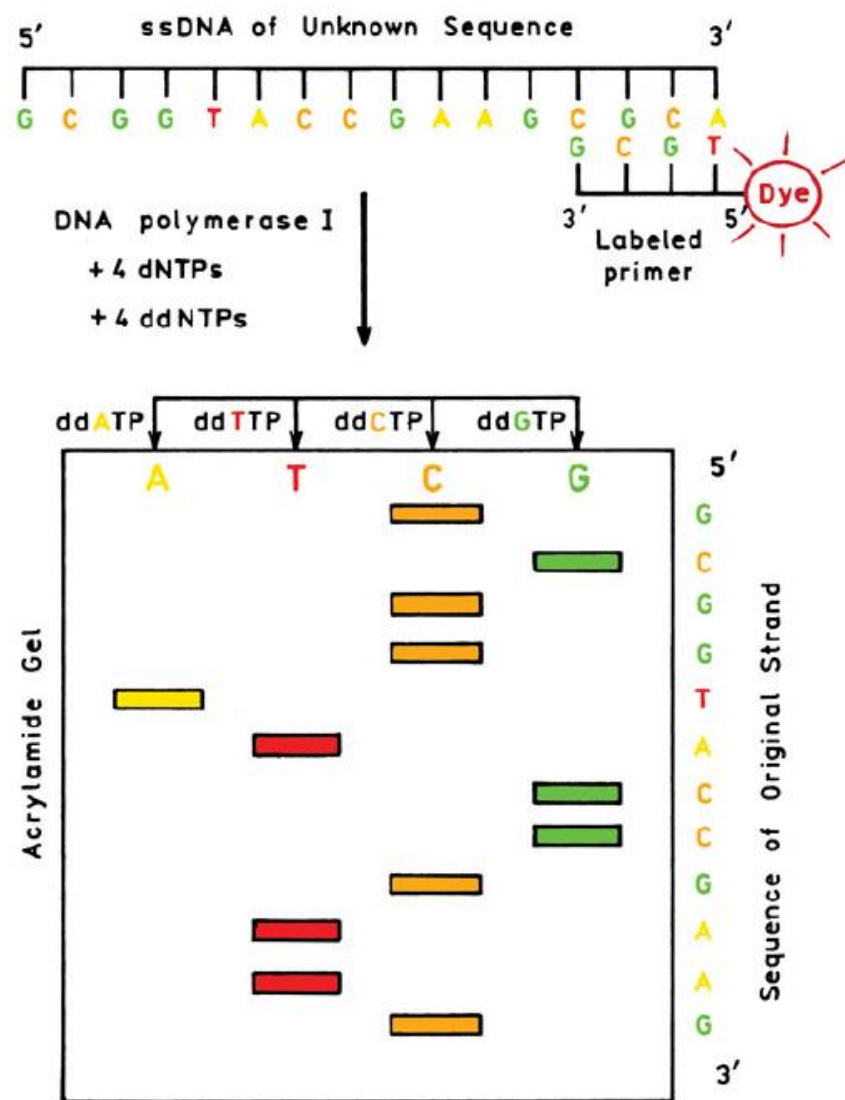 ssDNA of Unknown Sequence
5' 3'
G C G G T A C C G A A G C G C A
G C G T
3' 5' Dye
Labeled
primer
DNA polymerase I
+ 4 dNTPs
+ 4 ddNTPs
ddATP ddTTP ddCTP ddGTP
A T C G
5'
G
C
G
G
T
A
C
C
G
A
A
G
3'
Acrylamide Gel
Sequence of Original Strand